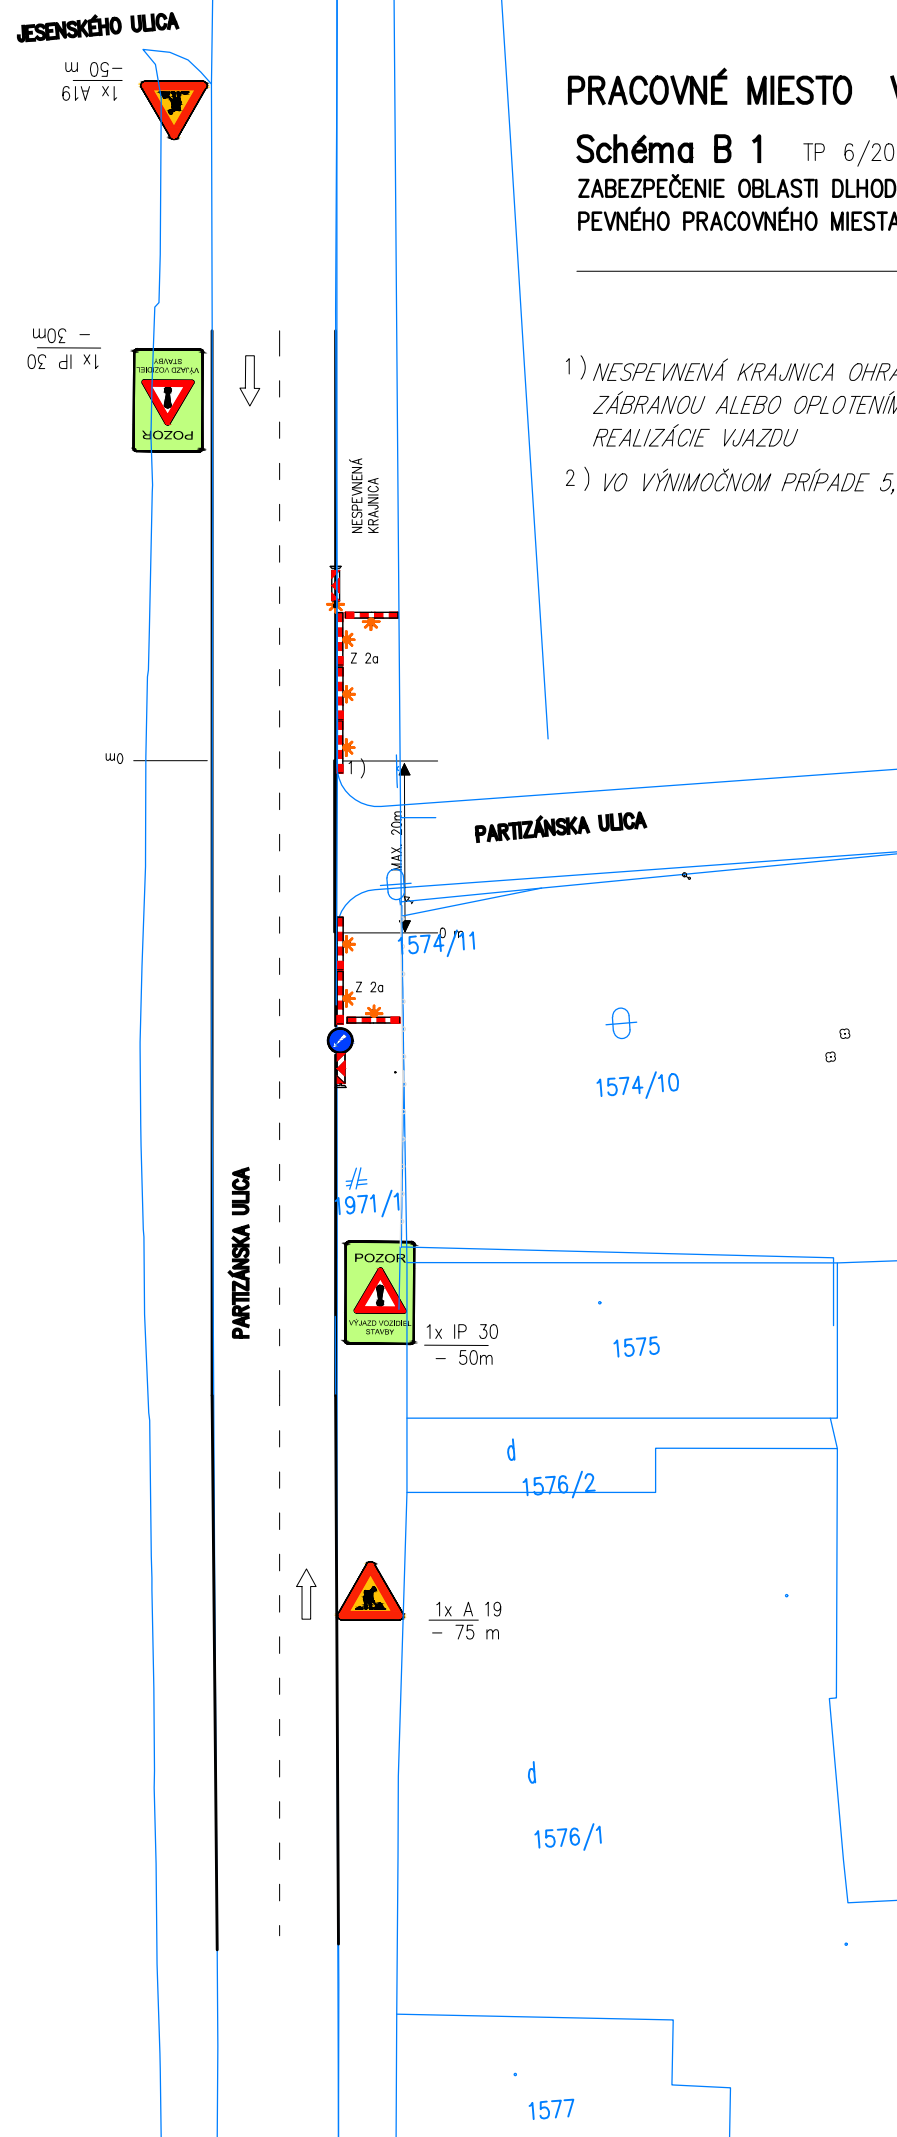 JESENSKÉHO ULICA
1x A19
-50 m
PRACOVNÉ MIESTO
Schéma B 1 TP 6/20
ZABEZPEČENIE OBLASTI DLHOD
PEVNÉHO PRACOVNÉHO MIESTA
1x IP 30
- 30m
POZOR
VÝJAZD VOZIDIEL
STAVBY
1) NESPEVNENÁ KRAJNICA OHRA
ZÁBRANOU ALEBO OPLOTENÍM
REALIZÁCIE VJAZDU
2) VO VÝNIMOČNOM PRÍPADE 5,
NESPEVNENÁ
KRAJNICA
Z 2a
0m
1)
MAX. 20m
PARTIZÁNSKA ULICA
0 m
1574/11
Z 2a
1574/10
PARTIZÁNSKA ULICA
1971/1
POZOR
VÝJAZD VOZIDIEL
STAVBY
1x IP 30
- 50m
1575
d
1576/2
1x A 19
- 75 m
d
1576/1
1577